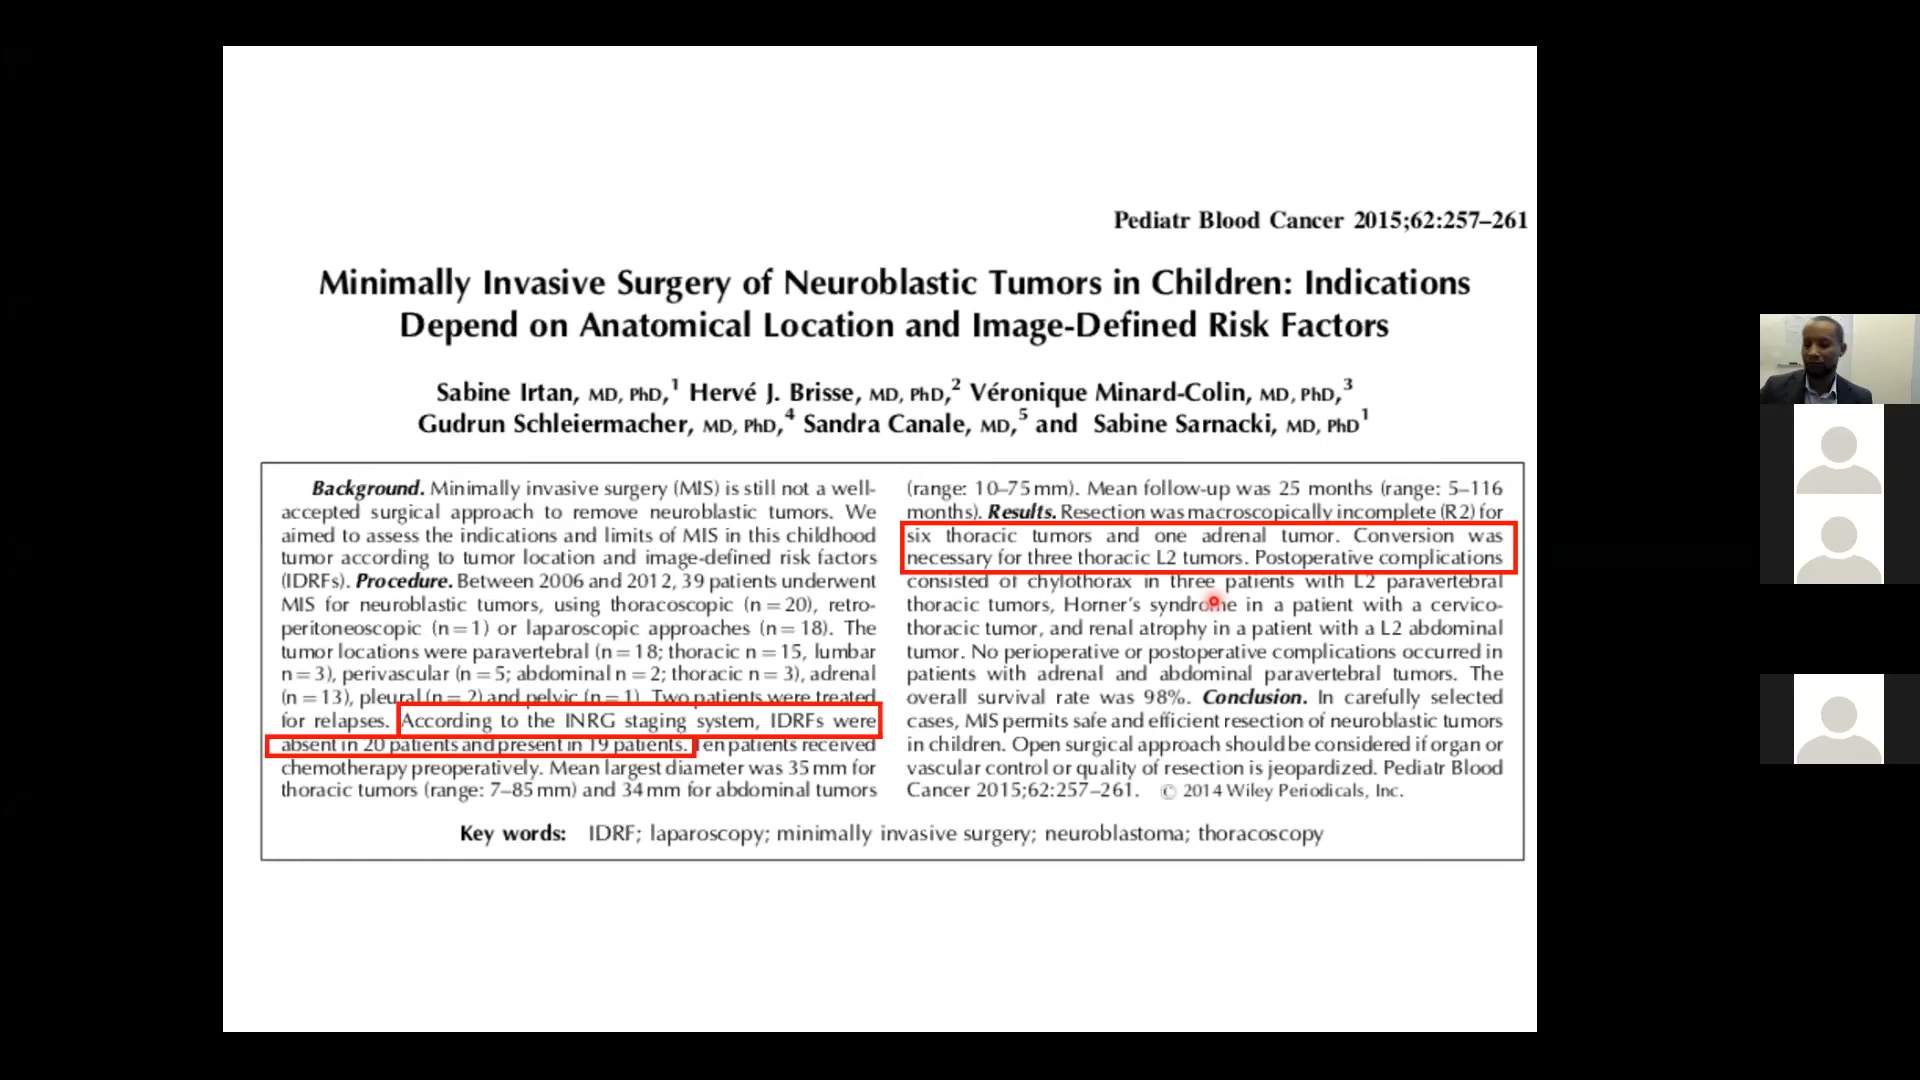 Pediatr Blood Cancer 2015;62:257–261
Minimally Invasive Surgery of Neuroblastic Tumors in Children: Indications
Depend on Anatomical Location and Image-Defined Risk Factors
Sabine Irtan, MD, PhD,1 Hervé J. Brisse, MD, PhD,2 Véronique Minard-Colin, MD, PhD,3
Gudrun Schleiermacher, MD, PhD,4 Sandra Canale, MD,5 and Sabine Sarnacki, MD, PhD1
Background. Minimally invasive surgery (MIS) is still not a well-
accepted surgical approach to remove neuroblastic tumors. We
aimed to assess the indications and limits of MIS in this childhood
tumor according to tumor location and image-defined risk factors
(IDRFs). Procedure. Between 2006 and 2012, 39 patients underwent
MIS for neuroblastic tumors, using thoracoscopic (n = 20), retro-
peritoneoscopic (n = 1) or laparoscopic approaches (n = 18). The
tumor locations were paravertebral (n = 18; thoracic n = 15, lumbar
n = 3), perivascular (n = 5; abdominal n = 2; thoracic n = 3), adrenal
(n = 13), pleural (n = 2) and pelvic (n = 1). Two patients were treated
for relapses. According to the INRG staging system, IDRFs were
absent in 20 patients and present in 19 patients. Ten patients received
chemotherapy preoperatively. Mean largest diameter was 35 mm for
thoracic tumors (range: 7–85 mm) and 34 mm for abdominal tumors
(range: 10–75 mm). Mean follow-up was 25 months (range: 5–116
months). Results. Resection was macroscopically incomplete (R2) for
six thoracic tumors and one adrenal tumor. Conversion was
necessary for three thoracic L2 tumors. Postoperative complications
consisted of chylothorax in three patients with L2 paravertebral
thoracic tumors, Horner's syndrome in a patient with a cervico-
thoracic tumor, and renal atrophy in a patient with a L2 abdominal
tumor. No perioperative or postoperative complications occurred in
patients with adrenal and abdominal paravertebral tumors. The
overall survival rate was 98%. Conclusion. In carefully selected
cases, MIS permits safe and efficient resection of neuroblastic tumors
in children. Open surgical approach should be considered if organ or
vascular control or quality of resection is jeopardized. Pediatr Blood
Cancer 2015;62:257–261. © 2014 Wiley Periodicals, Inc.
Key words: IDRF; laparoscopy; minimally invasive surgery; neuroblastoma; thoracoscopy